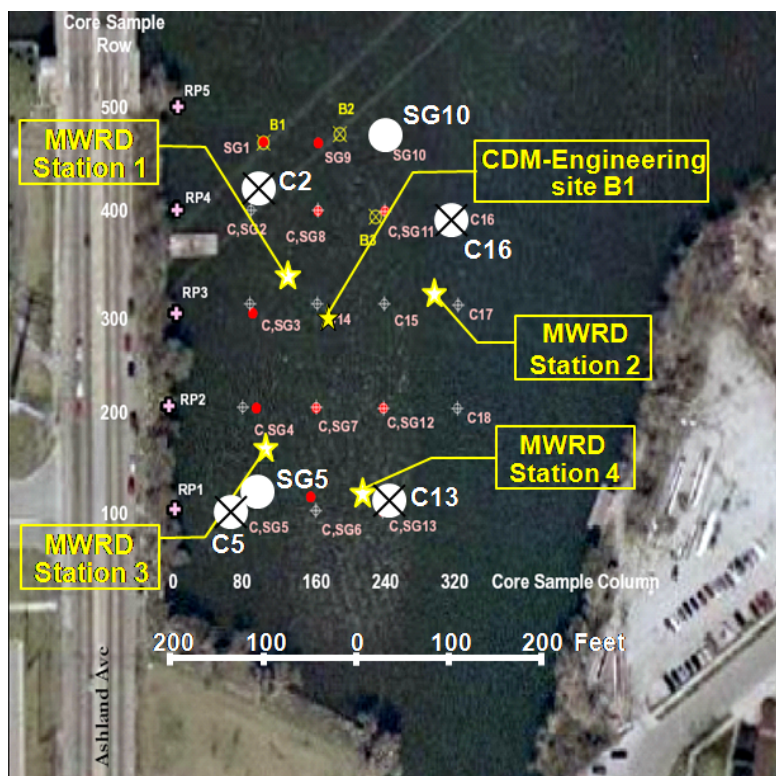 Core Sample
Row
RP5
500
B1
B2
SG10
MWRD
Station 1
SG1
SG9
SG10
CDM-Engineering
site B1
C2
RP4
400
C,SG2
C,SG8
B3
C,SG11
C16
C16
RP3
300
C,SG3
C14
C15
C17
MWRD
Station 2
RP2
200
C,SG4
C,SG7
C,SG12
C18
MWRD
Station 4
RP1
100
SG5
C13
C5
C,SG5
C,SG6
C,SG13
MWRD
Station 3
0 80 160 240 320 Core Sample Column
200 100 0 100 200 Feet
Ashland Ave